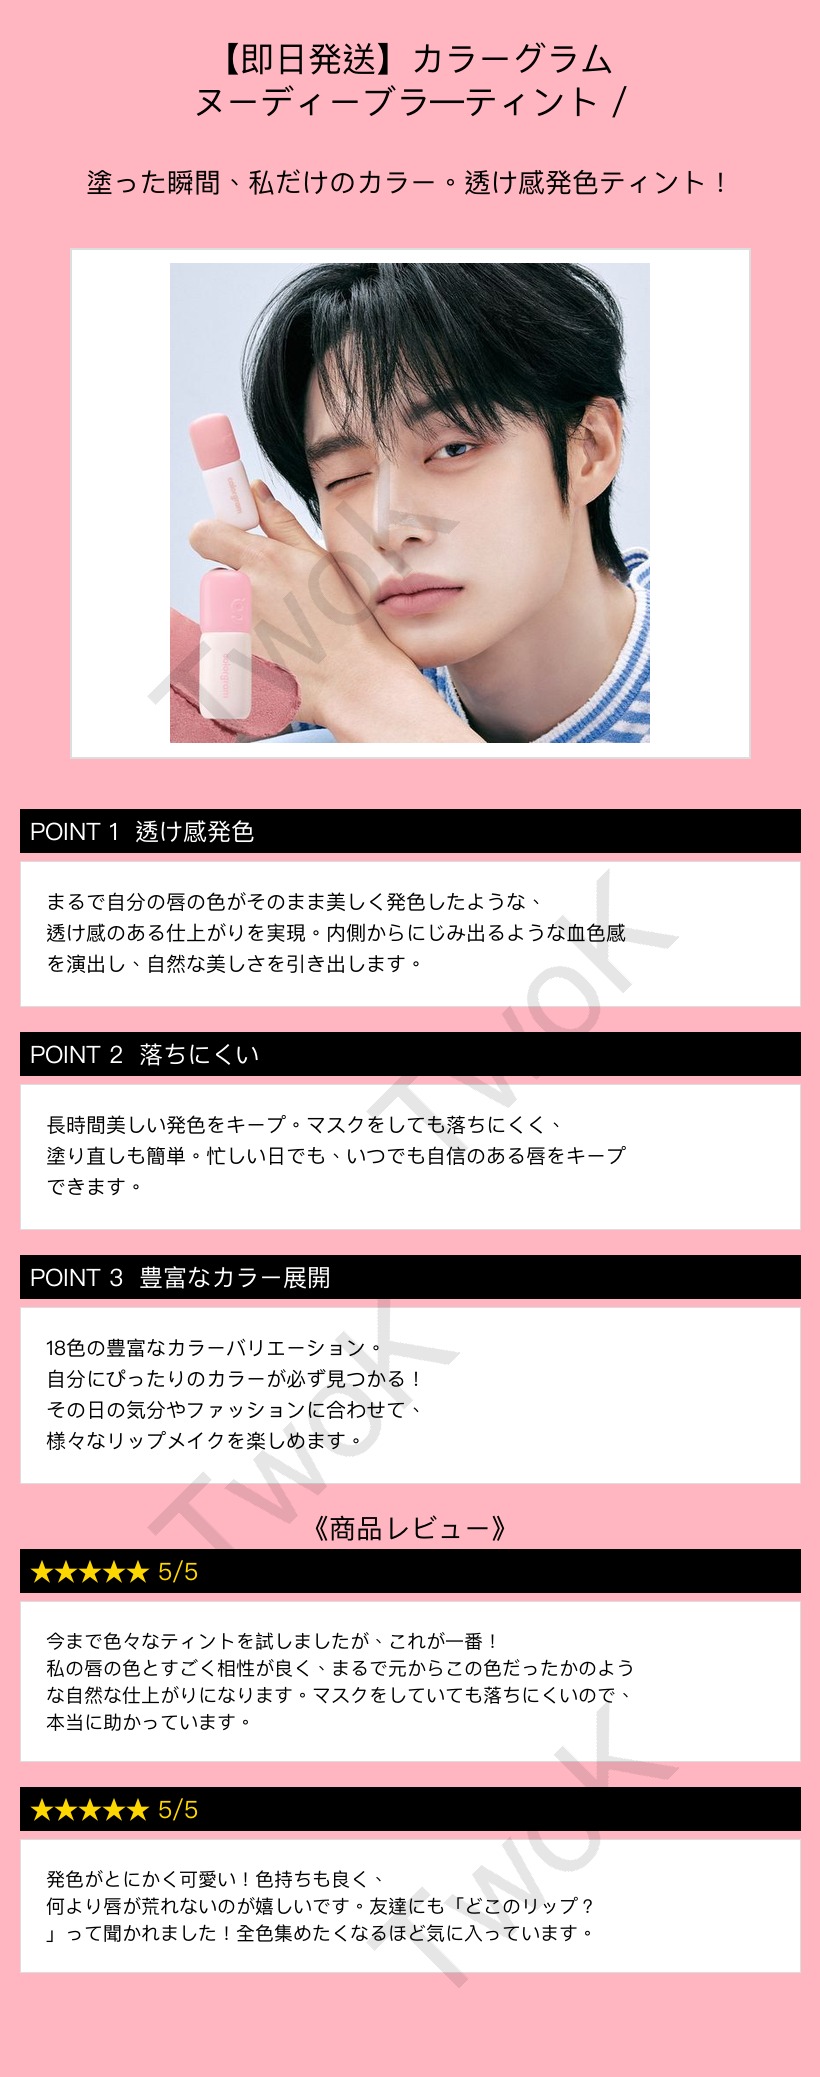 【即日発送】カラーグラム
ヌーディーブラーティント /
塗った瞬間、私だけのカラー。透け感発色ティント！
colorgram
colorgram
TwoK
POINT 1 透け感発色
まるで自分の唇の色がそのまま美しく発色したような、
透け感のある仕上がりを実現。内側からにじみ出るような血色感
を演出し、自然な美しさを引き出します。
TwoK
POINT 2 落ちにくい
長時間美しい発色をキープ。マスクをしても落ちにくく、
塗り直しも簡単。忙しい日でも、いつでも自信のある唇をキープ
できます。
POINT 3 豊富なカラー展開
18色の豊富なカラーバリエーション。
自分にぴったりのカラーが必ず見つかる！
その日の気分やファッションに合わせて、
様々なリップメイクを楽しめます。
TwoK
《商品レビュー》
★★★★★ 5/5
今まで色々なティントを試しましたが、これが一番！
私の唇の色とすごく相性が良く、まるで元からこの色だったかのよう
な自然な仕上がりになります。マスクをしていても落ちにくいので、
本当に助かっています。
★★★★★ 5/5
発色がとにかく可愛い！色持ちも良く、
何より唇が荒れないのが嬉しいです。友達にも「どこのリップ？
」って聞かれました！全色集めたくなるほど気に入っています。
TwoK